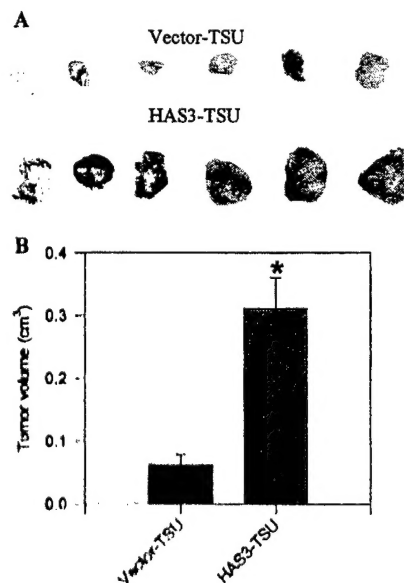 A
Vector-TSU
HAS3-TSU
B
Tumor volume (cm³)
0.4
*
0.3
0.1
0.1
0.0
Vector-TSU
HAS3-TSU